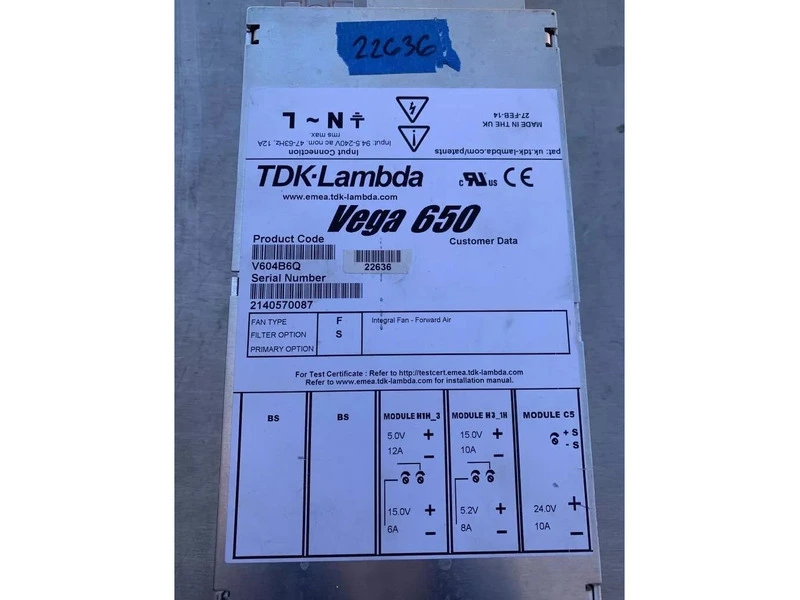 22636
L ~ N
Input Connection
Input: 94.5-240V ac nom. 47-63Hz, 12A
rms max.
pat: uk.tdk-lambda.com/patents
MADE IN THE UK
27-FEB-14
TDK-Lambda
c RU us CE
www.emea.tdk-lambda.com
Vega 650
Product Code
Customer Data
V604B6Q
22636
Serial Number
2140570087
FAN TYPE F Integral Fan - Forward Air
FILTER OPTION S
PRIMARY OPTION
For Test Certificate : Refer to http://testcert.emea.tdk-lambda.com
Refer to www.emea.tdk-lambda.com for installation manual.
BS BS MODULE H1H_3 MODULE H3_1H MODULE C5
5.0V + 15.0V + + S
12A - 10A - - S
15.0V + 5.2V + 24.0V +
6A - 8A - 10A -